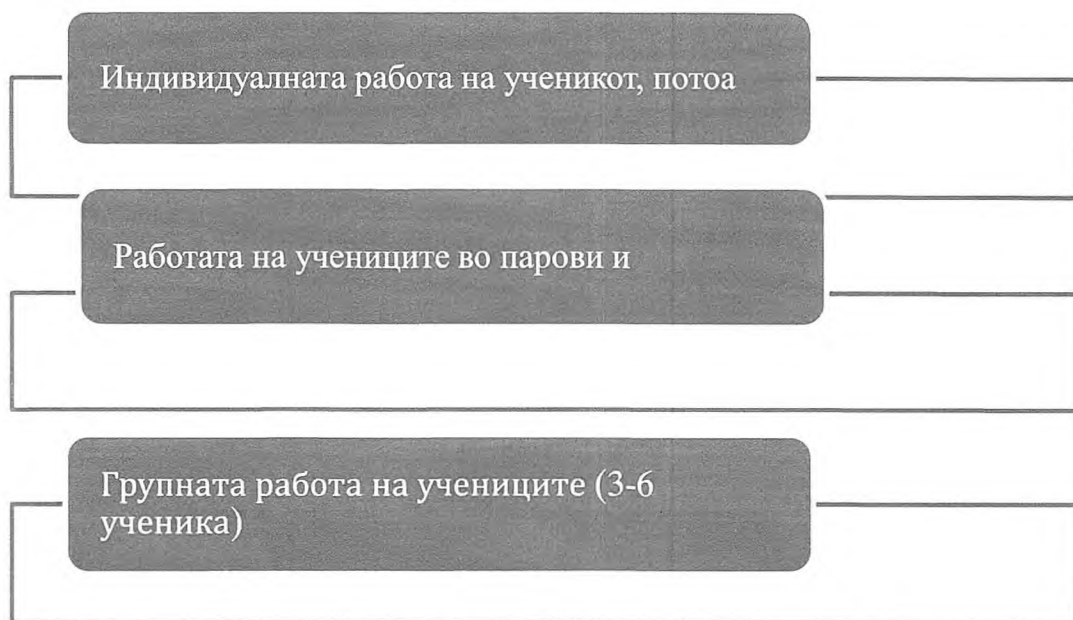 Индивидуалната работа на ученикот, потоа
Работата на учениците во парови и
Групната работа на учениците (3-6
ученика)